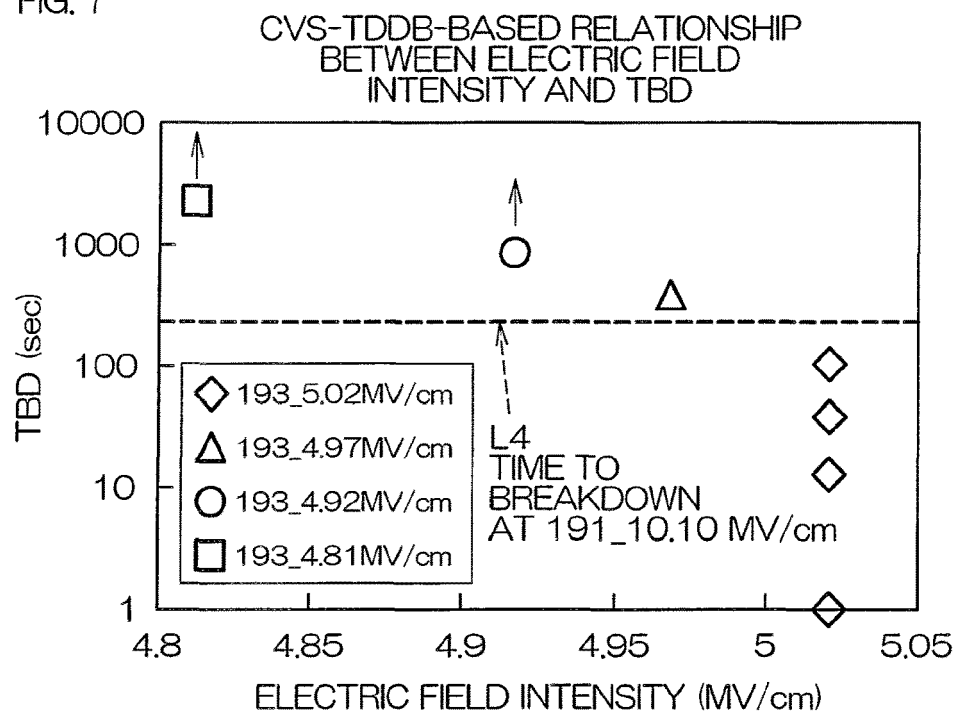 FIG. 7
CVS-TDDB-BASED RELATIONSHIP
BETWEEN ELECTRIC FIELD
INTENSITY AND TBD
10000
1000
100
10
1
TBD (sec)
193_5.02MV/cm
193_4.97MV/cm
193_4.92MV/cm
193_4.81MV/cm
L4
TIME TO
BREAKDOWN
AT 191_10.10 MV/cm
4.8 4.85 4.9 4.95 5 5.05
ELECTRIC FIELD INTENSITY (MV/cm)